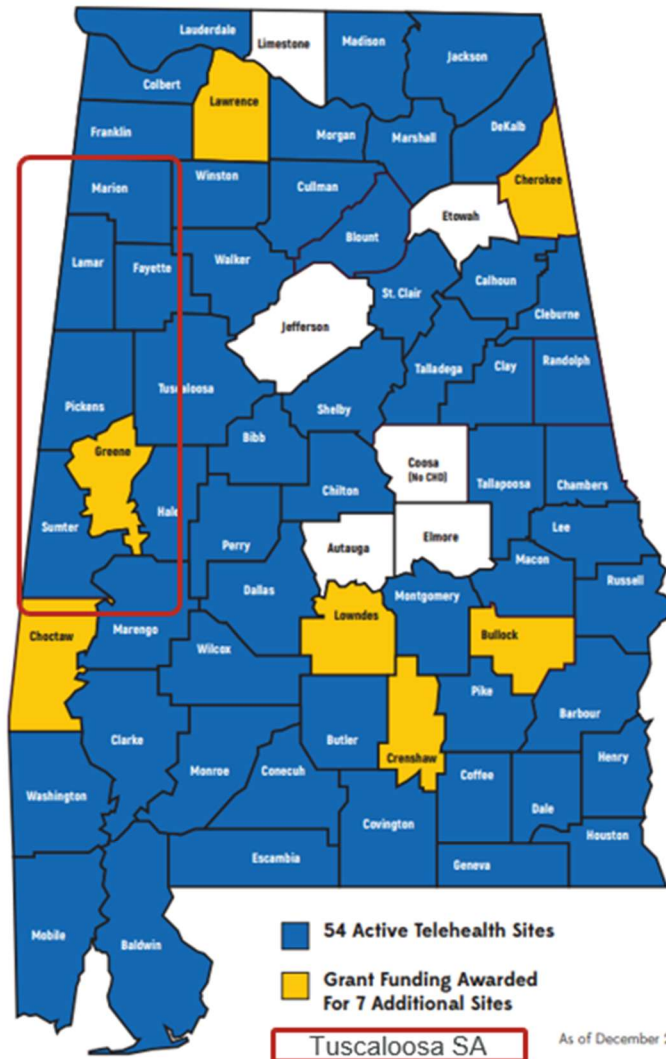 Lauderdale
Limestone
Madison
Jackson
Colbert
Lawrence
Franklin
Morgan
Marshall
DeKalb
Marion
Winston
Cullman
Cherokee
Etowah
Blount
Lamar
Fayette
Walker
St. Clair
Calhoun
Cleburne
Jefferson
Pickens
Tuscaloosa
Shelby
Talladega
Clay
Randolph
Greene
Bibb
Coosa
(No CHD)
Chilton
Tallapoosa
Chambers
Sumter
Hale
Perry
Autauga
Elmore
Lee
Dallas
Macon
Russell
Choctaw
Marengo
Lowndes
Montgomery
Bullock
Wilcox
Clarke
Butler
Crenshaw
Pike
Barbour
Washington
Monroe
Conecuh
Coffee
Dale
Henry
Covington
Escambia
Geneva
Houston
Mobile
Baldwin
54 Active Telehealth Sites
Grant Funding Awarded
For 7 Additional Sites
Tuscaloosa SA
As of December